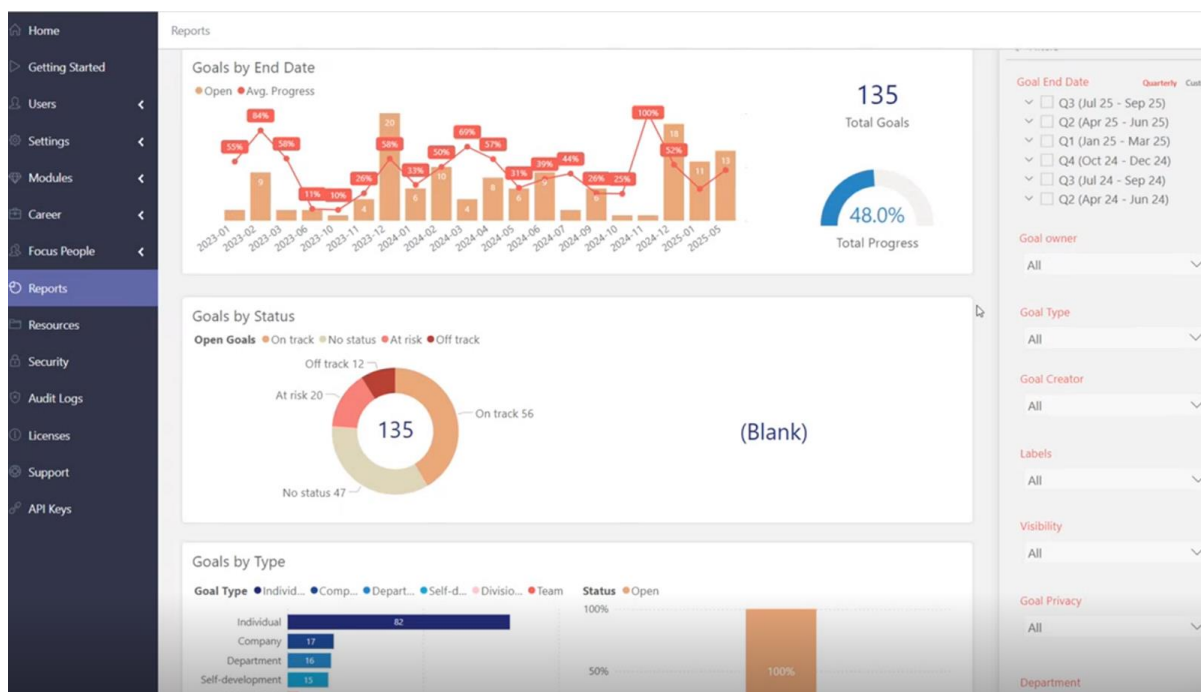 Home
Getting Started
Users
Settings
Modules
Career
Focus People
Reports
Resources
Security
Audit Logs
Licenses
Support
API Keys
Reports
Goals by End Date
Open Avg. Progress
55%
84%
58%
11%
10%
26%
58%
33%
50%
69%
57%
31%
39%
44%
26%
25%
100%
52%
9
4
20
6
10
4
8
6
9
6
18
11
13
2023-01
2023-02
2023-03
2023-06
2023-10
2023-11
2023-12
2024-01
2024-02
2024-03
2024-04
2024-05
2024-06
2024-07
2024-09
2024-10
2024-11
2024-12
2025-01
2025-05
135
Total Goals
48.0%
Total Progress
Goals by Status
Open Goals On track No status At risk Off track
Off track 12
At risk 20
On track 56
135
No status 47
(Blank)
Goals by Type
Goal Type Individ... Comp... Depart... Self-d... Divisio... Team
Individual 82
Company 17
Department 16
Self-development 15
Status Open
100%
50%
100%
Goal End Date Quarterly
Q3 (Jul 25 - Sep 25)
Q2 (Apr 25 - Jun 25)
Q1 (Jan 25 - Mar 25)
Q4 (Oct 24 - Dec 24)
Q3 (Jul 24 - Sep 24)
Q2 (Apr 24 - Jun 24)
Goal owner
All
Goal Type
All
Goal Creator
All
Labels
All
Visibility
All
Goal Privacy
All
Department